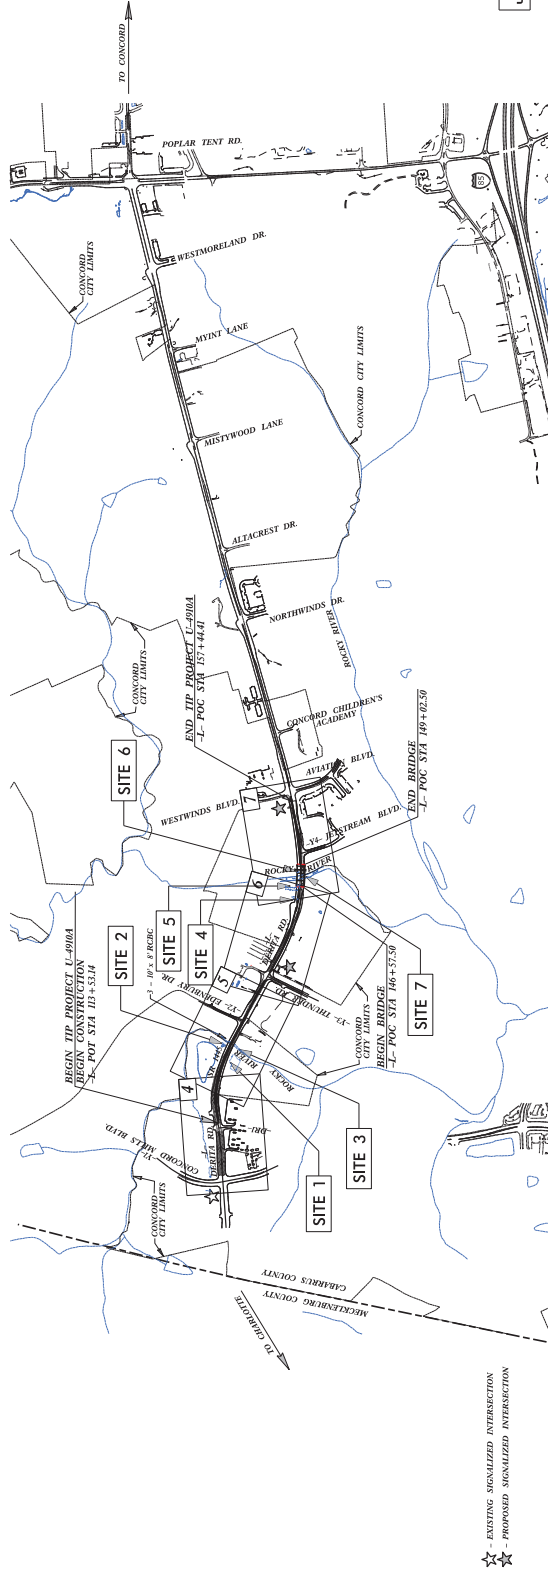 TO CONCORD
POPLAR TENT RD.
85
WESTMORELAND DR.
CONCORD
CITY LIMITS
MYINT LANE
CONCORD CITY LIMITS
MISTYWOOD LANE
ALTACREST DR.
NORTHWINDS DR.
ROCKY RIVER
CONCORD
CITY LIMITS
END TIP PROJECT U-4910A
-L- POC STA 157+44.41
CONCORD CHILDREN'S
ACADEMY
AVIATION BLVD.
WESTWINDS BLVD.
7
-Y4- JETSTREAM BLVD.
END BRIDGE
-L- POC STA 149+02.50
SITE 6
ROCKY RIVER
6
SITE 5
SITE 4
SITE 2
3 - 10' x 8' RCBC
BEGIN TIP PROJECT U-4910A
BEGIN CONSTRUCTION
-L- POT STA 113+53.14
-L-
DERITA RD.
5
-Y2- EDINBURY DR.
-Y3- THUNDER RD.
CONCORD
CITY LIMITS
BEGIN BRIDGE
-L- POC STA 146+57.50
SITE 7
ROCKY
RIVER
4
DERITA RD.
-DRI-
-Y1-
CONCORD MILLS BLVD.
SITE 3
SITE 1
CONCORD
CITY LIMITS
CABARRUS COUNTY
MECKLENBURG COUNTY
TO CHARLOTTE
- EXISTING SIGNALIZED INTERSECTION
- PROPOSED SIGNALIZED INTERSECTION